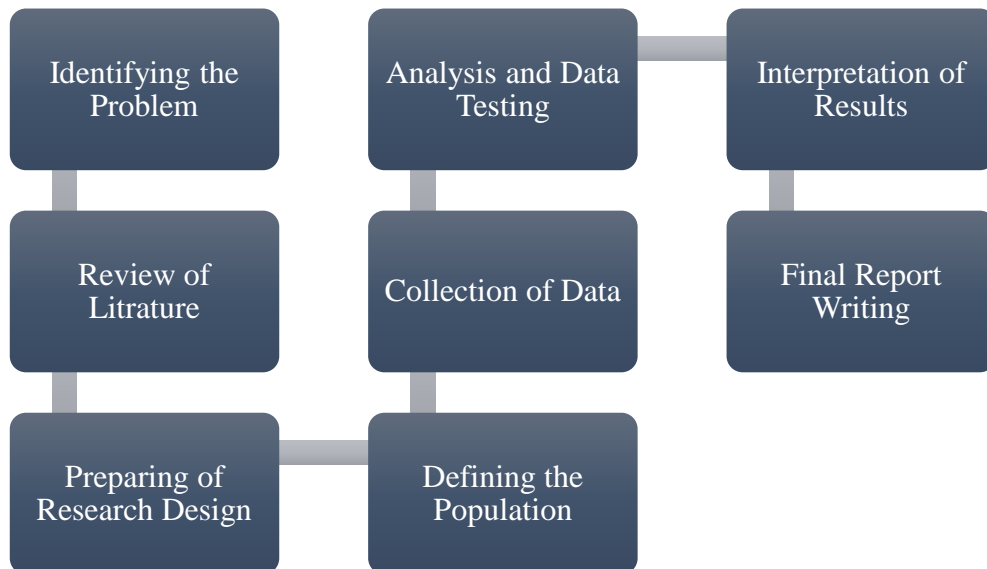 Identifying the
Problem
Review of
Litrature
Preparing of
Research Design
Defining the
Population
Collection of Data
Analysis and Data
Testing
Interpretation of
Results
Final Report
Writing